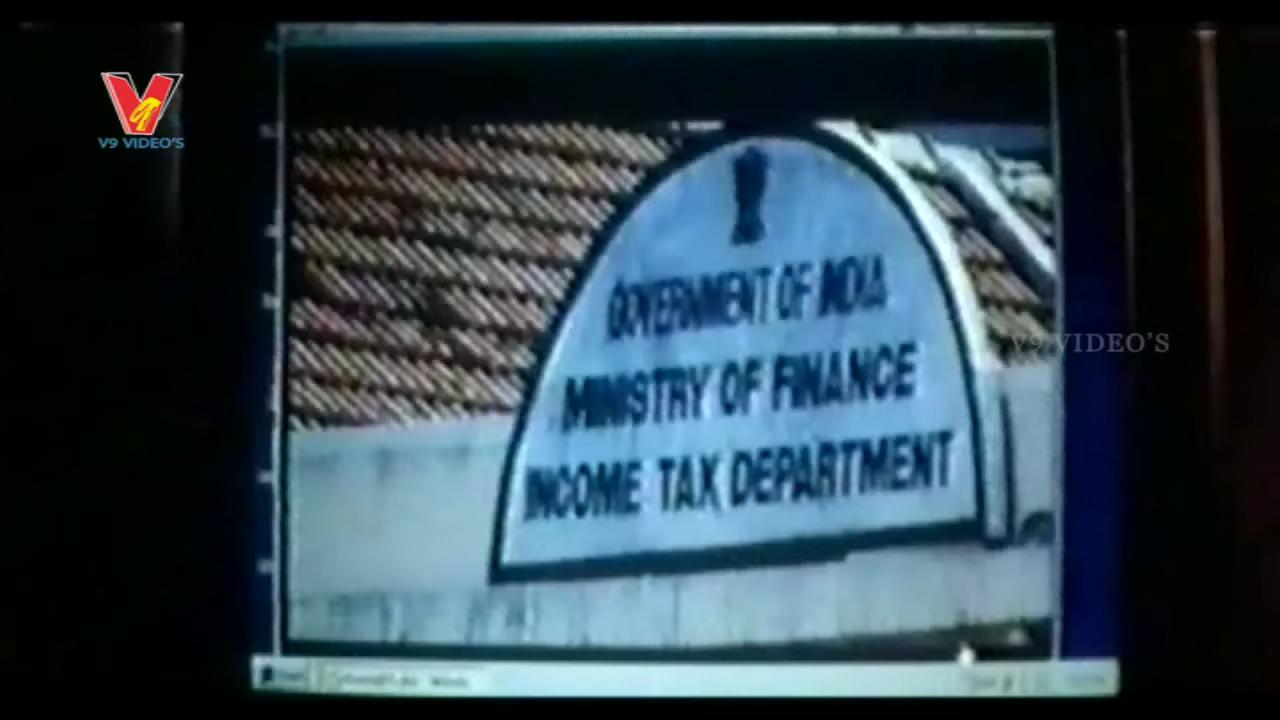 V9 VIDEO'S
GOVERNMENT OF INDIA
V9 VIDEO'S
MINISTRY OF FINANCE
INCOME TAX DEPARTMENT